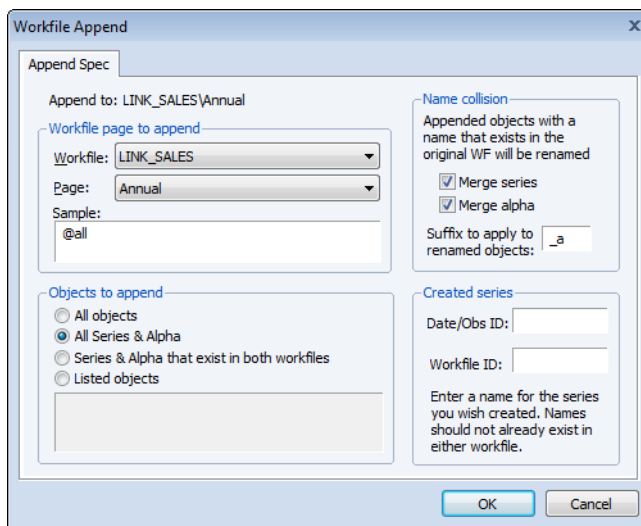 Workfile Append
Append Spec
Append to: LINK_SALES\Annual
Workfile page to append
Workfile: LINK_SALES
Page: Annual
Sample:
@all
Objects to append
All objects
All Series & Alpha
Series & Alpha that exist in both workfiles
Listed objects
Name collision
Appended objects with a
name that exists in the
original WF will be renamed
Merge series
Merge alpha
Suffix to apply to
renamed objects: _a
Created series
Date/Obs ID:
Workfile ID:
Enter a name for the series
you wish created. Names
should not already exist in
either workfile.
OK Cancel